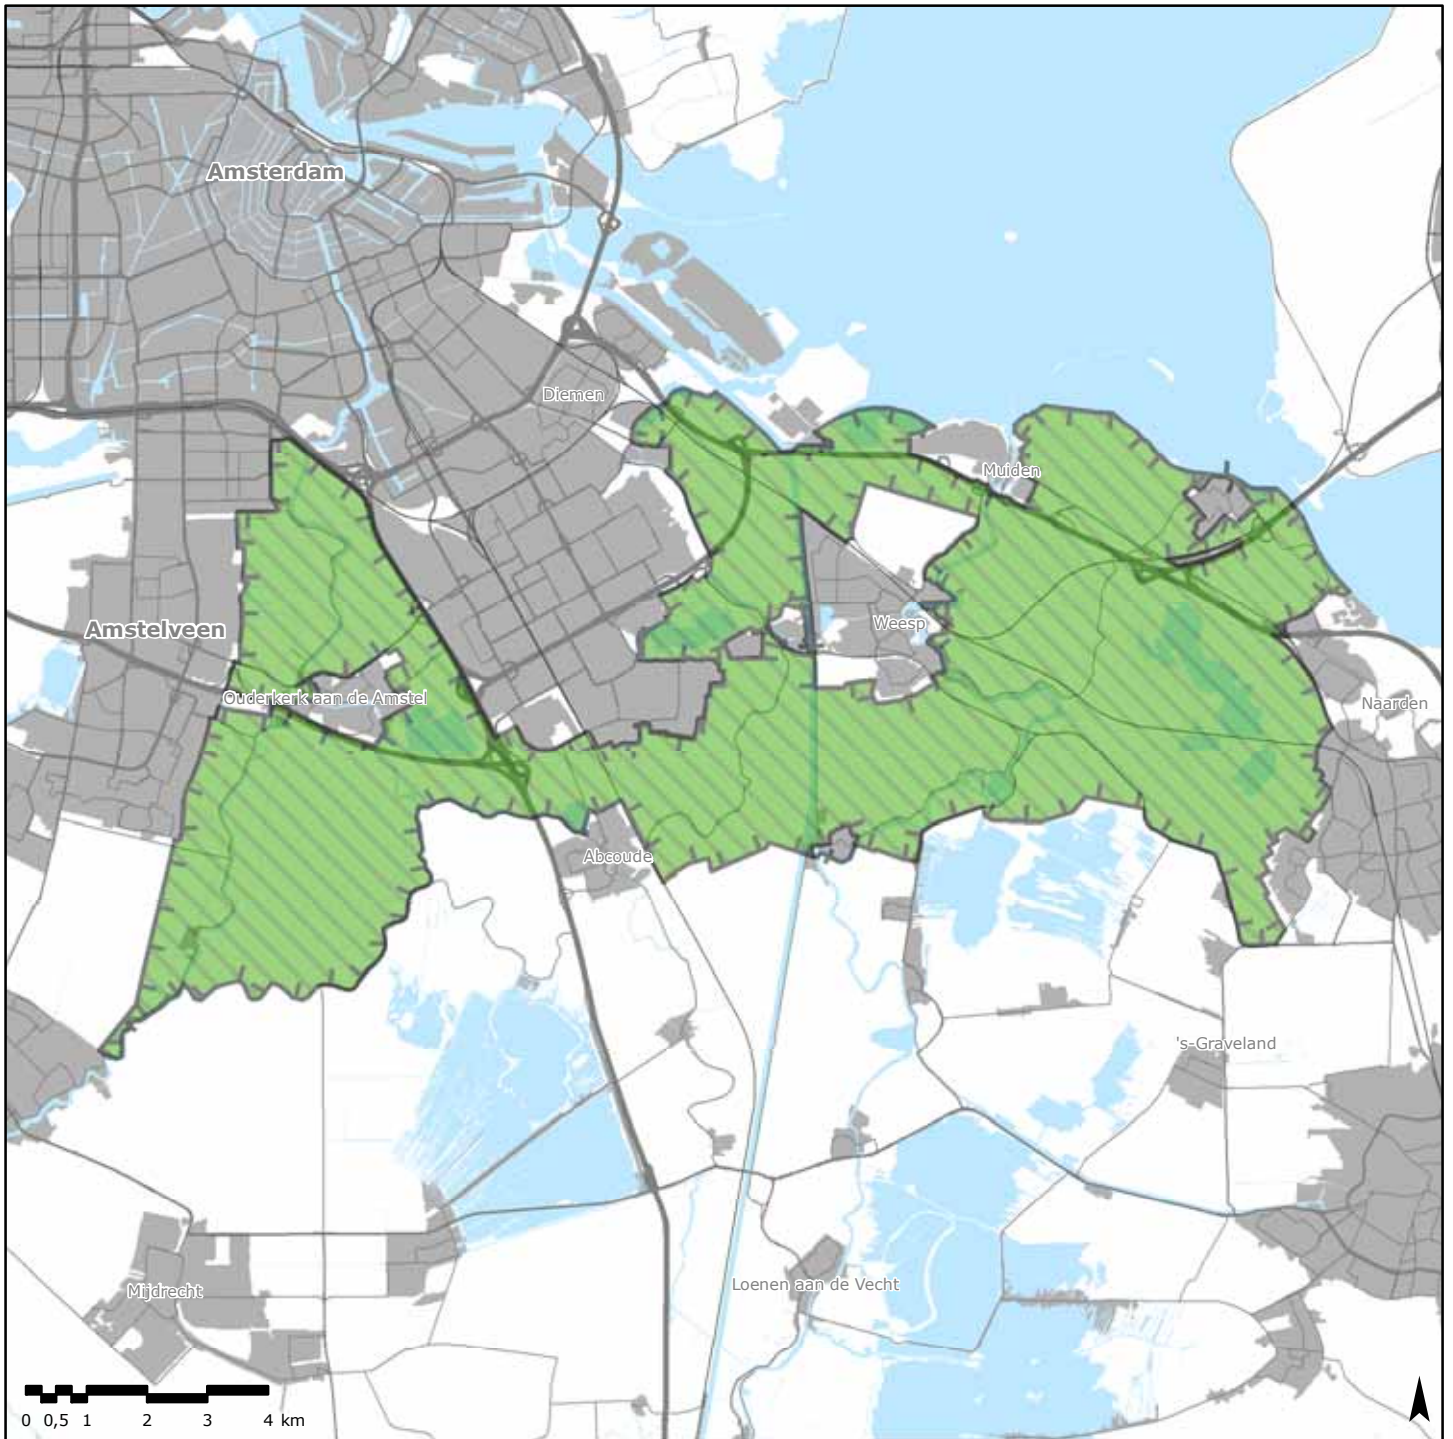 Amsterdam
Diemen
Muiden
Weesp
Amstelveen
Ouderkerk aan de Amstel
Naarden
Abcoude
's-Graveland
Mijdrecht
Loenen aan de Vecht
0 0,5 1 2 3 4 km